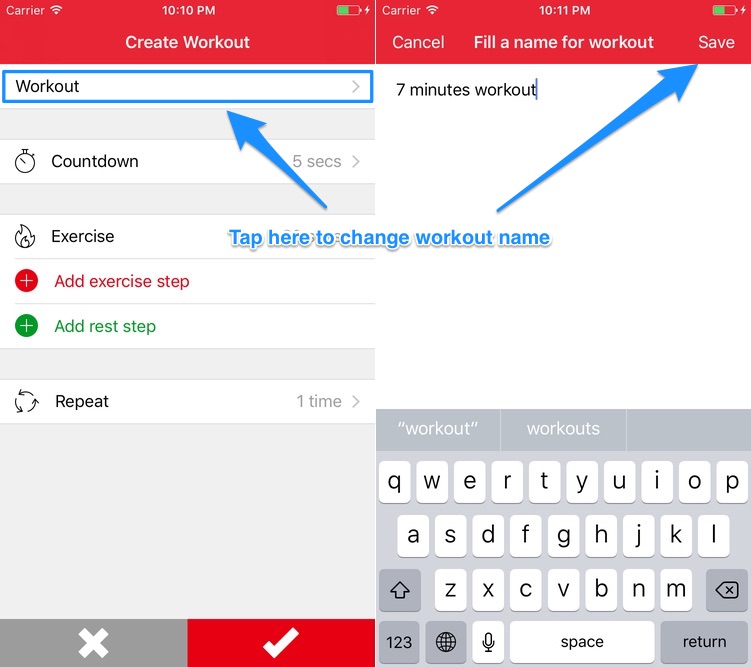 Carrier 10:10 PM
Create Workout
Workout
Countdown 5 secs
Exercise
Add exercise step
Add rest step
Repeat 1 time
Tap here to change workout name
Carrier 10:11 PM
Cancel Fill a name for workout Save
7 minutes workout
“workout” workouts
q w e r t y u i o p
a s d f g h j k l
z x c v b n m
123 space return